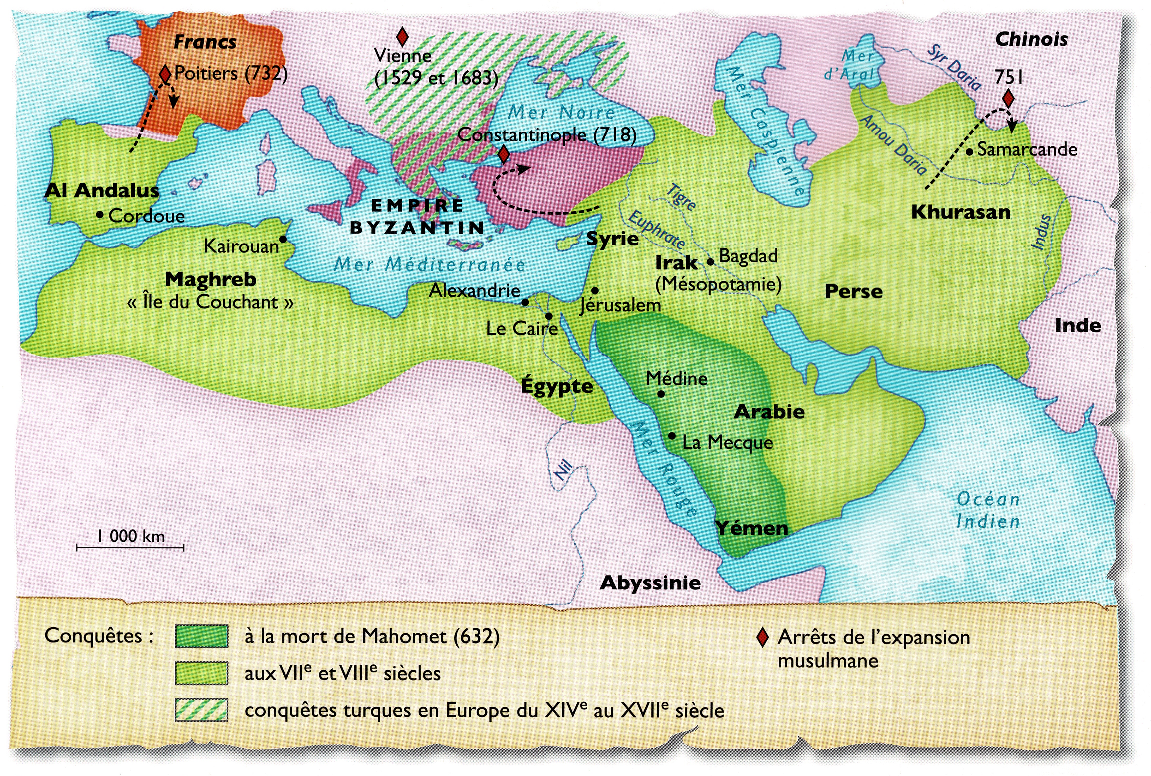 Francs
Poitiers (732)
Vienne
(1529 et 1683)
Mer Noire
Constantinople (718)
Mer Caspienne
Mer
d'Aral
Syr Daria
Amou Daria
Chinois
751
Samarcande
Khurasan
Indus
Al Andalus
Cordoue
EMPIRE
BYZANTIN
Mer Méditerranée
Kairouan
Maghreb
« Île du Couchant »
Alexandrie
Le Caire
Jérusalem
Syrie
Tigre
Euphrate
Irak
(Mésopotamie)
Bagdad
Perse
Inde
Égypte
Médine
Arabie
La Mecque
Mer Rouge
Nil
Yémen
Océan
Indien
Abyssinie
1 000 km
Conquêtes :
à la mort de Mahomet (632)
aux VIIe et VIIIe siècles
conquêtes turques en Europe du XIVe au XVIIe siècle
Arrêts de l'expansion
musulmane